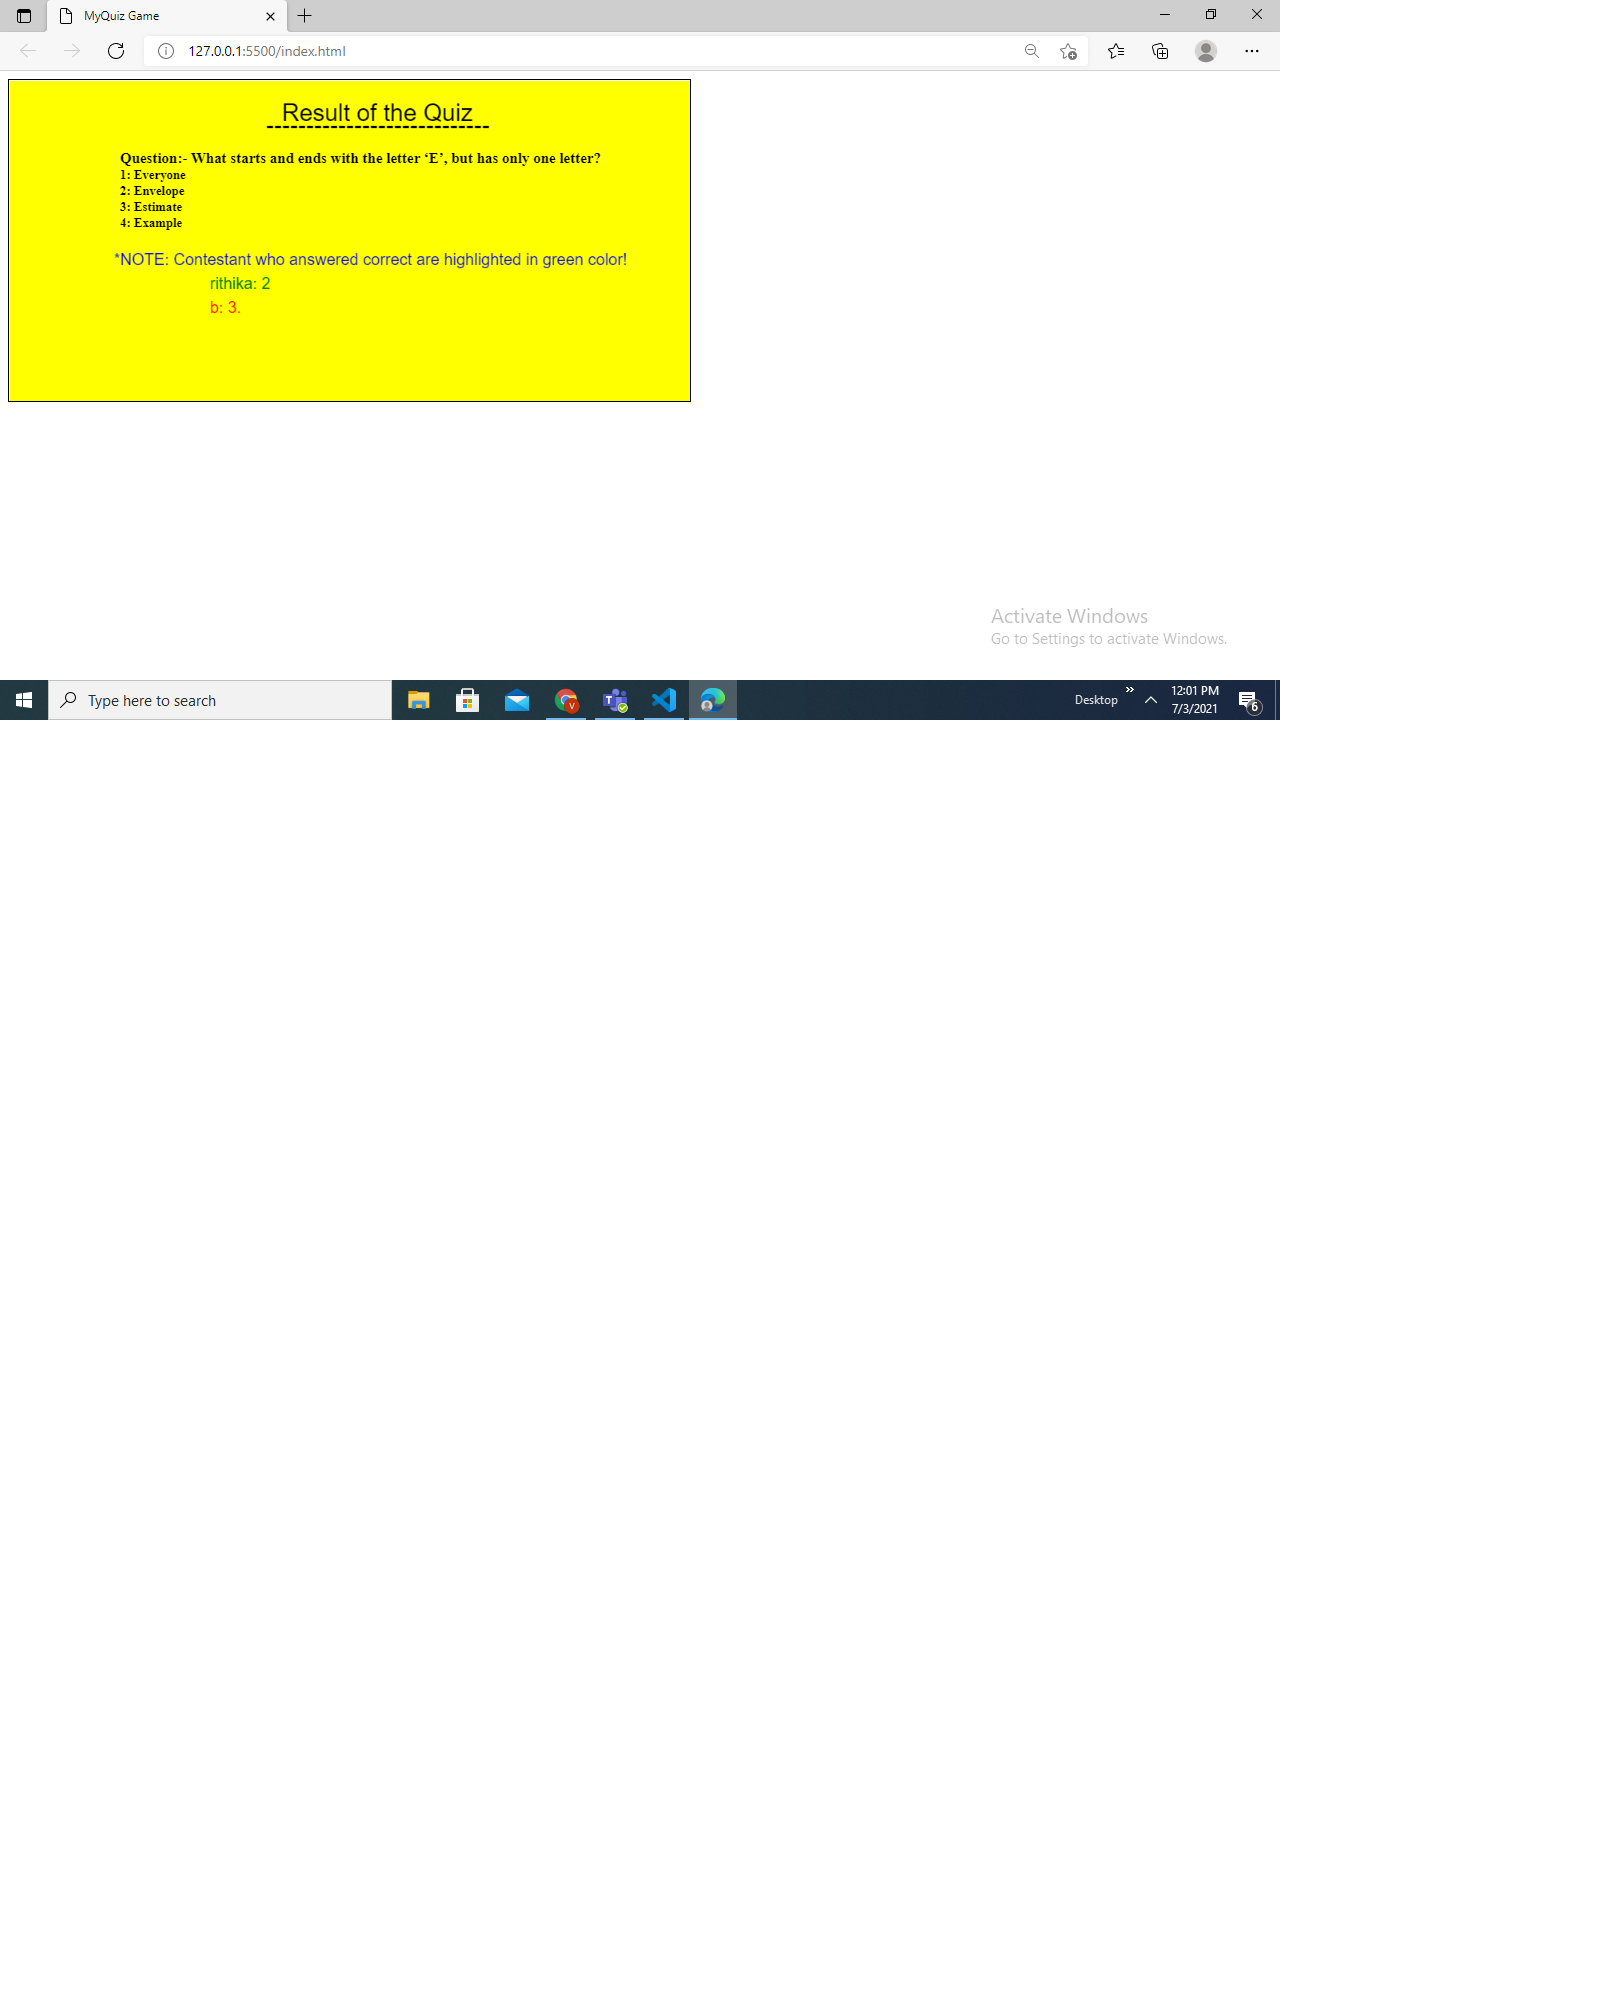 MyQuiz Game
127.0.0.1:5500/index.html
Result of the Quiz
----------------------------
Question:- What starts and ends with the letter ‘E’, but has only one letter?
1: Everyone
2: Envelope
3: Estimate
4: Example
*NOTE: Contestant who answered correct are highlighted in green color!
rithika: 2
b: 3.
Activate Windows
Go to Settings to activate Windows.
Type here to search
V
T
Desktop
12:01 PM
7/3/2021
6